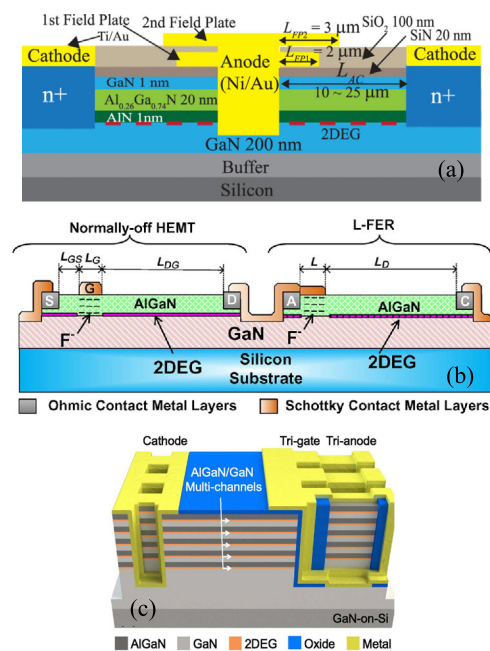 1st Field Plate
Ti/Au
2nd Field Plate
L_FP2 = 3 μm
SiO2 100 nm
SiN 20 nm
Cathode
Anode
(Ni/Au)
L_FP1 = 2 μm
Cathode
GaN 1 nm
L_AC
n+
Al0.26Ga0.74N 20 nm
10 ~ 25 μm
n+
AlN 1nm
2DEG
GaN 200 nm
Buffer
(a)
Silicon
Normally-off HEMT
L-FER
L_GS
L_G
L_DG
L
L_D
S
G
D
A
C
AlGaN
AlGaN
F-
GaN
F-
2DEG
2DEG
Silicon
Substrate
(b)
Ohmic Contact Metal Layers
Schottky Contact Metal Layers
Cathode
Tri-gate
Tri-anode
AlGaN/GaN
Multi-channels
(c)
GaN-on-Si
AlGaN
GaN
2DEG
Oxide
Metal